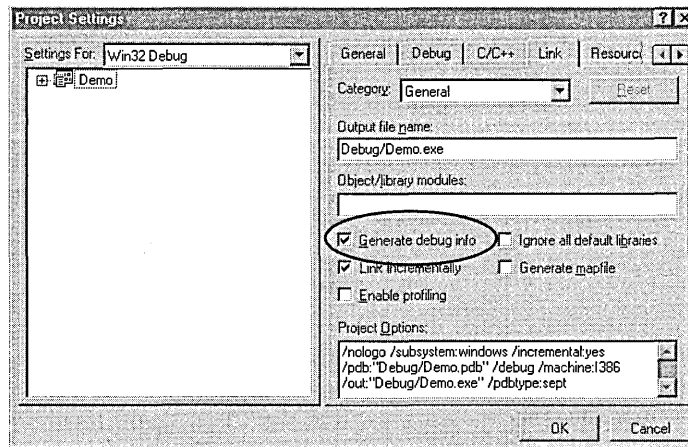 Project Settings
Settings For: Win32 Debug
Demo
General Debug C/C++ Link Resourc
Category: General Reset
Output file name:
Debug/Demo.exe
Object/library modules:
Generate debug info Ignore all default libraries
Link incrementally Generate mapfile
Enable profiling
Project Options:
/nologo /subsystem:windows /incremental:yes
/pdb:"Debug/Demo.pdb" /debug /machine:I386
/out:"Debug/Demo.exe" /pdbtype:sept
OK Cancel